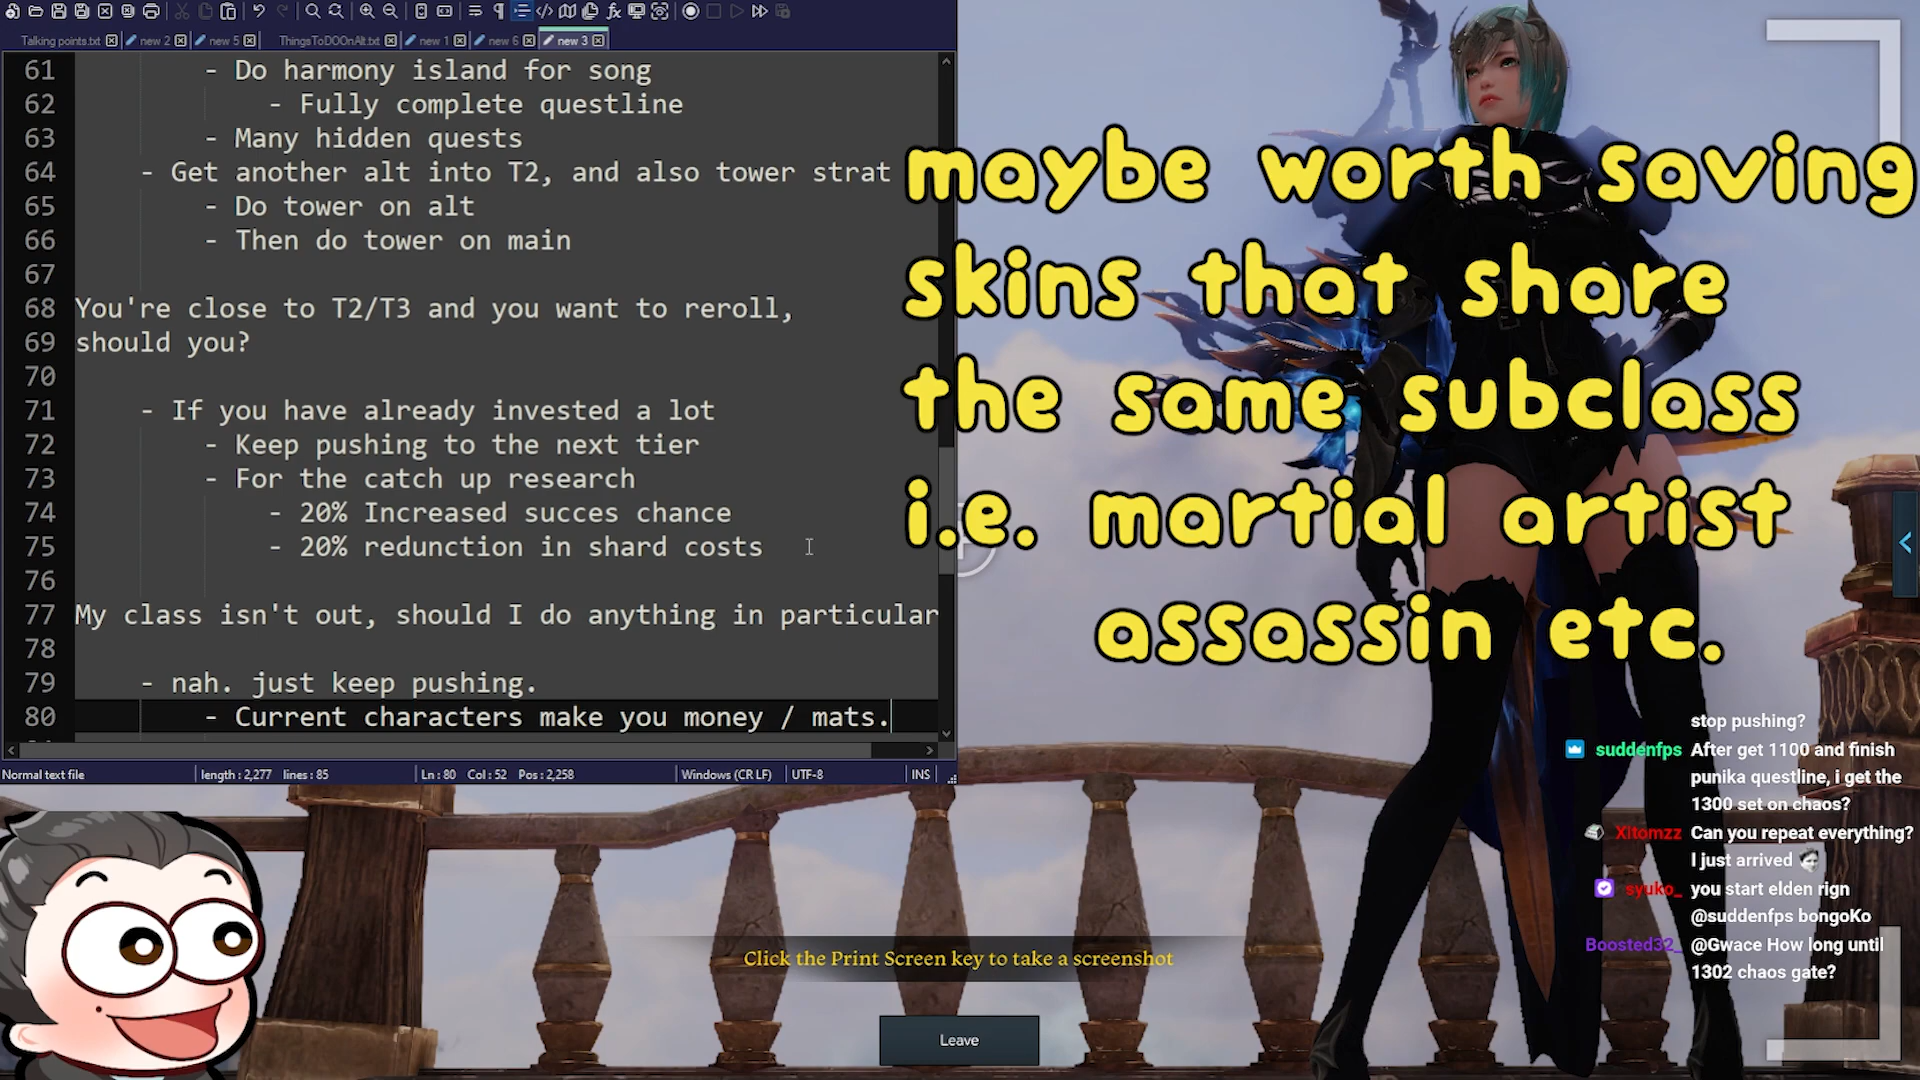 Talking points.txt new 2 new 5 ThingsToDOOnAlt.txt new 1 new 6 new 3
61 - Do harmony island for song
62 - Fully complete questline
63 - Many hidden quests
64 - Get another alt into T2, and also tower strat
65 - Do tower on alt
66 - Then do tower on main
67
68 You're close to T2/T3 and you want to reroll,
69 should you?
70
71 - If you have already invested a lot
72 - Keep pushing to the next tier
73 - For the catch up research
74 - 20% Increased succes chance
75 - 20% redunction in shard costs
76
77 My class isn't out, should I do anything in particular
78
79 - nah. just keep pushing.
80 - Current characters make you money / mats.
Normal text file length : 2,277 lines : 85 Ln : 80 Col : 52 Pos : 2,258 Windows (CR LF) UTF-8 INS
maybe worth saving
skins that share
the same subclass
i.e. martial artist
assassin etc.
stop pushing?
suddenfps After get 1100 and finish
punika questline, i get the
1300 set on chaos?
Xitomzz Can you repeat everything?
I just arrived
syuko_ you start elden rign
@suddenfps bongoKo
Boosted32_ @Gwace How long until
1302 chaos gate?
Click the Print Screen key to take a screenshot
Leave